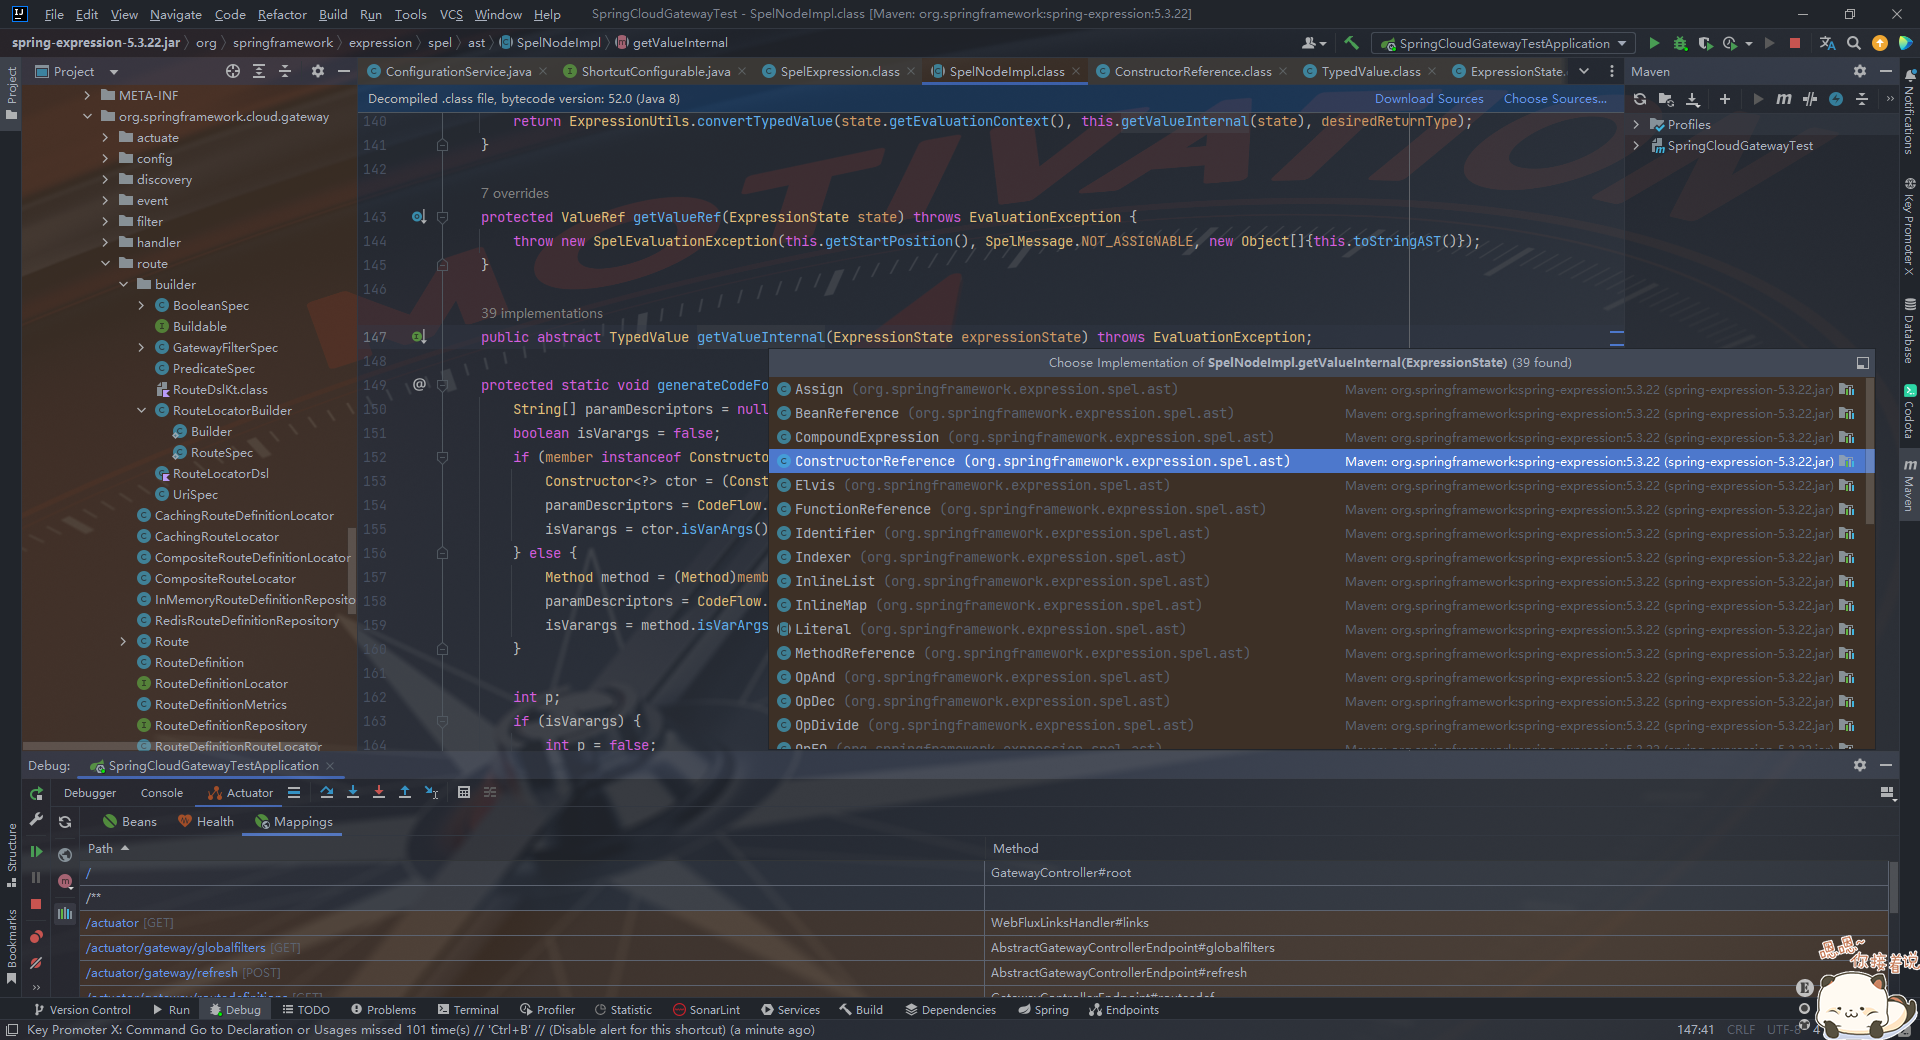 File Edit View Navigate Code Refactor Build Run Tools VCS Window Help SpringCloudGatewayTest - SpelNodeImpl.class [Maven: org.springframework:spring-expression:5.3.22]
spring-expression-5.3.22.jar org springframework expression spel ast SpelNodeImpl getValueInternal
SpringCloudGatewayTestApplication
Project
ConfigurationService.java ShortcutConfigurable.java SpelExpression.class SpelNodeImpl.class ConstructorReference.class TypedValue.class ExpressionState.
Maven
Decompiled .class file, bytecode version: 52.0 (Java 8)
Download Sources Choose Sources...
Project
META-INF
org.springframework.cloud.gateway
actuate
config
discovery
event
filter
handler
route
builder
BooleanSpec
Buildable
GatewayFilterSpec
PredicateSpec
RouteDslKt.class
RouteLocatorBuilder
Builder
RouteSpec
RouteLocatorDsl
UriSpec
CachingRouteDefinitionLocator
CachingRouteLocator
CompositeRouteDefinitionLocator
CompositeRouteLocator
InMemoryRouteDefinitionReposito
RedisRouteDefinitionRepository
Route
RouteDefinition
RouteDefinitionLocator
RouteDefinitionMetrics
RouteDefinitionRepository
RouteDefinitionRouteLocator
MOTIVATION
140 return ExpressionUtils.convertTypedValue(state.getEvaluationContext(), this.getValueInternal(state), desiredReturnType);
141 }
142
7 overrides
143 protected ValueRef getValueRef(ExpressionState state) throws EvaluationException {
144 throw new SpelEvaluationException(this.getStartPosition(), SpelMessage.NOT_ASSIGNABLE, new Object[]{this.toStringAST()});
145 }
146
39 implementations
147 public abstract TypedValue getValueInternal(ExpressionState expressionState) throws EvaluationException;
148
149 @ protected static void generateCodeFo
150 String[] paramDescriptors = null
151 boolean isVarargs = false;
152 if (member instanceof Constructo
153 Constructor<?> ctor = (Const
154 paramDescriptors = CodeFlow.
155 isVarargs = ctor.isVarArgs()
156 } else {
157 Method method = (Method)memb
158 paramDescriptors = CodeFlow.
159 isVarargs = method.isVarArgs
160 }
161
162 int p;
163 if (isVarargs) {
164 int p = false;
Choose Implementation of SpelNodeImpl.getValueInternal(ExpressionState) (39 found)
Assign (org.springframework.expression.spel.ast) Maven: org.springframework:spring-expression:5.3.22 (spring-expression-5.3.22.jar)
BeanReference (org.springframework.expression.spel.ast) Maven: org.springframework:spring-expression:5.3.22 (spring-expression-5.3.22.jar)
CompoundExpression (org.springframework.expression.spel.ast) Maven: org.springframework:spring-expression:5.3.22 (spring-expression-5.3.22.jar)
ConstructorReference (org.springframework.expression.spel.ast) Maven: org.springframework:spring-expression:5.3.22 (spring-expression-5.3.22.jar)
Elvis (org.springframework.expression.spel.ast) Maven: org.springframework:spring-expression:5.3.22 (spring-expression-5.3.22.jar)
FunctionReference (org.springframework.expression.spel.ast) Maven: org.springframework:spring-expression:5.3.22 (spring-expression-5.3.22.jar)
Identifier (org.springframework.expression.spel.ast) Maven: org.springframework:spring-expression:5.3.22 (spring-expression-5.3.22.jar)
Indexer (org.springframework.expression.spel.ast) Maven: org.springframework:spring-expression:5.3.22 (spring-expression-5.3.22.jar)
InlineList (org.springframework.expression.spel.ast) Maven: org.springframework:spring-expression:5.3.22 (spring-expression-5.3.22.jar)
InlineMap (org.springframework.expression.spel.ast) Maven: org.springframework:spring-expression:5.3.22 (spring-expression-5.3.22.jar)
Literal (org.springframework.expression.spel.ast) Maven: org.springframework:spring-expression:5.3.22 (spring-expression-5.3.22.jar)
MethodReference (org.springframework.expression.spel.ast) Maven: org.springframework:spring-expression:5.3.22 (spring-expression-5.3.22.jar)
OpAnd (org.springframework.expression.spel.ast) Maven: org.springframework:spring-expression:5.3.22 (spring-expression-5.3.22.jar)
OpDec (org.springframework.expression.spel.ast) Maven: org.springframework:spring-expression:5.3.22 (spring-expression-5.3.22.jar)
OpDivide (org.springframework.expression.spel.ast) Maven: org.springframework:spring-expression:5.3.22 (spring-expression-5.3.22.jar)
Profiles
SpringCloudGatewayTest
Notifications
Key Promoter X
Database
Codota
Maven
Debug: SpringCloudGatewayTestApplication
Debugger Console Actuator
Beans Health Mappings
Path Method
/ GatewayController#root
/**
/actuator [GET] WebFluxLinksHandler#links
/actuator/gateway/globalfilters [GET] AbstractGatewayControllerEndpoint#globalfilters
/actuator/gateway/refresh [POST] AbstractGatewayControllerEndpoint#refresh
Structure
Bookmarks
嗯嗯~
你接着说
Version Control Run Debug TODO Problems Terminal Profiler Statistic SonarLint Services Build Dependencies Spring Endpoints
Key Promoter X: Command Go to Declaration or Usages missed 101 time(s) // 'Ctrl+B' // (Disable alert for this shortcut) (a minute ago)
147:41 CRLF UTF-8 4